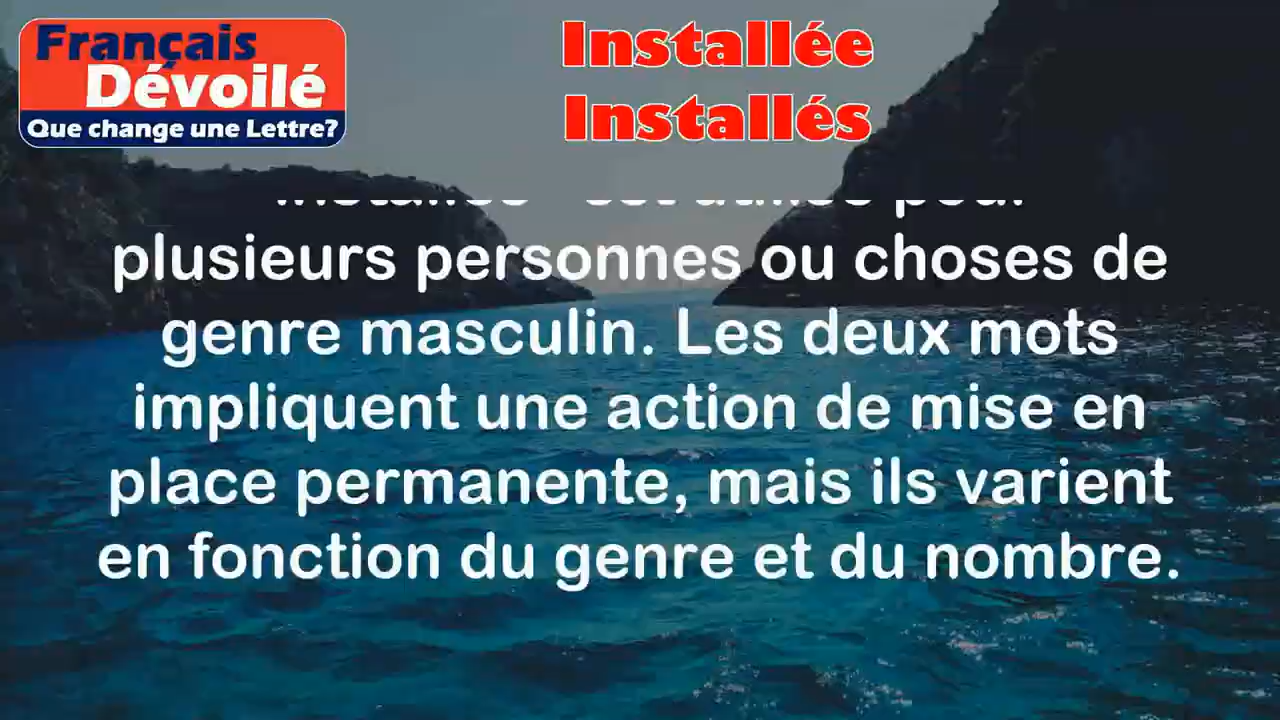 Français
Dévoilé
Que change une Lettre?
Installée
Installés
plusieurs personnes ou choses de
genre masculin. Les deux mots
impliquent une action de mise en
place permanente, mais ils varient
en fonction du genre et du nombre.